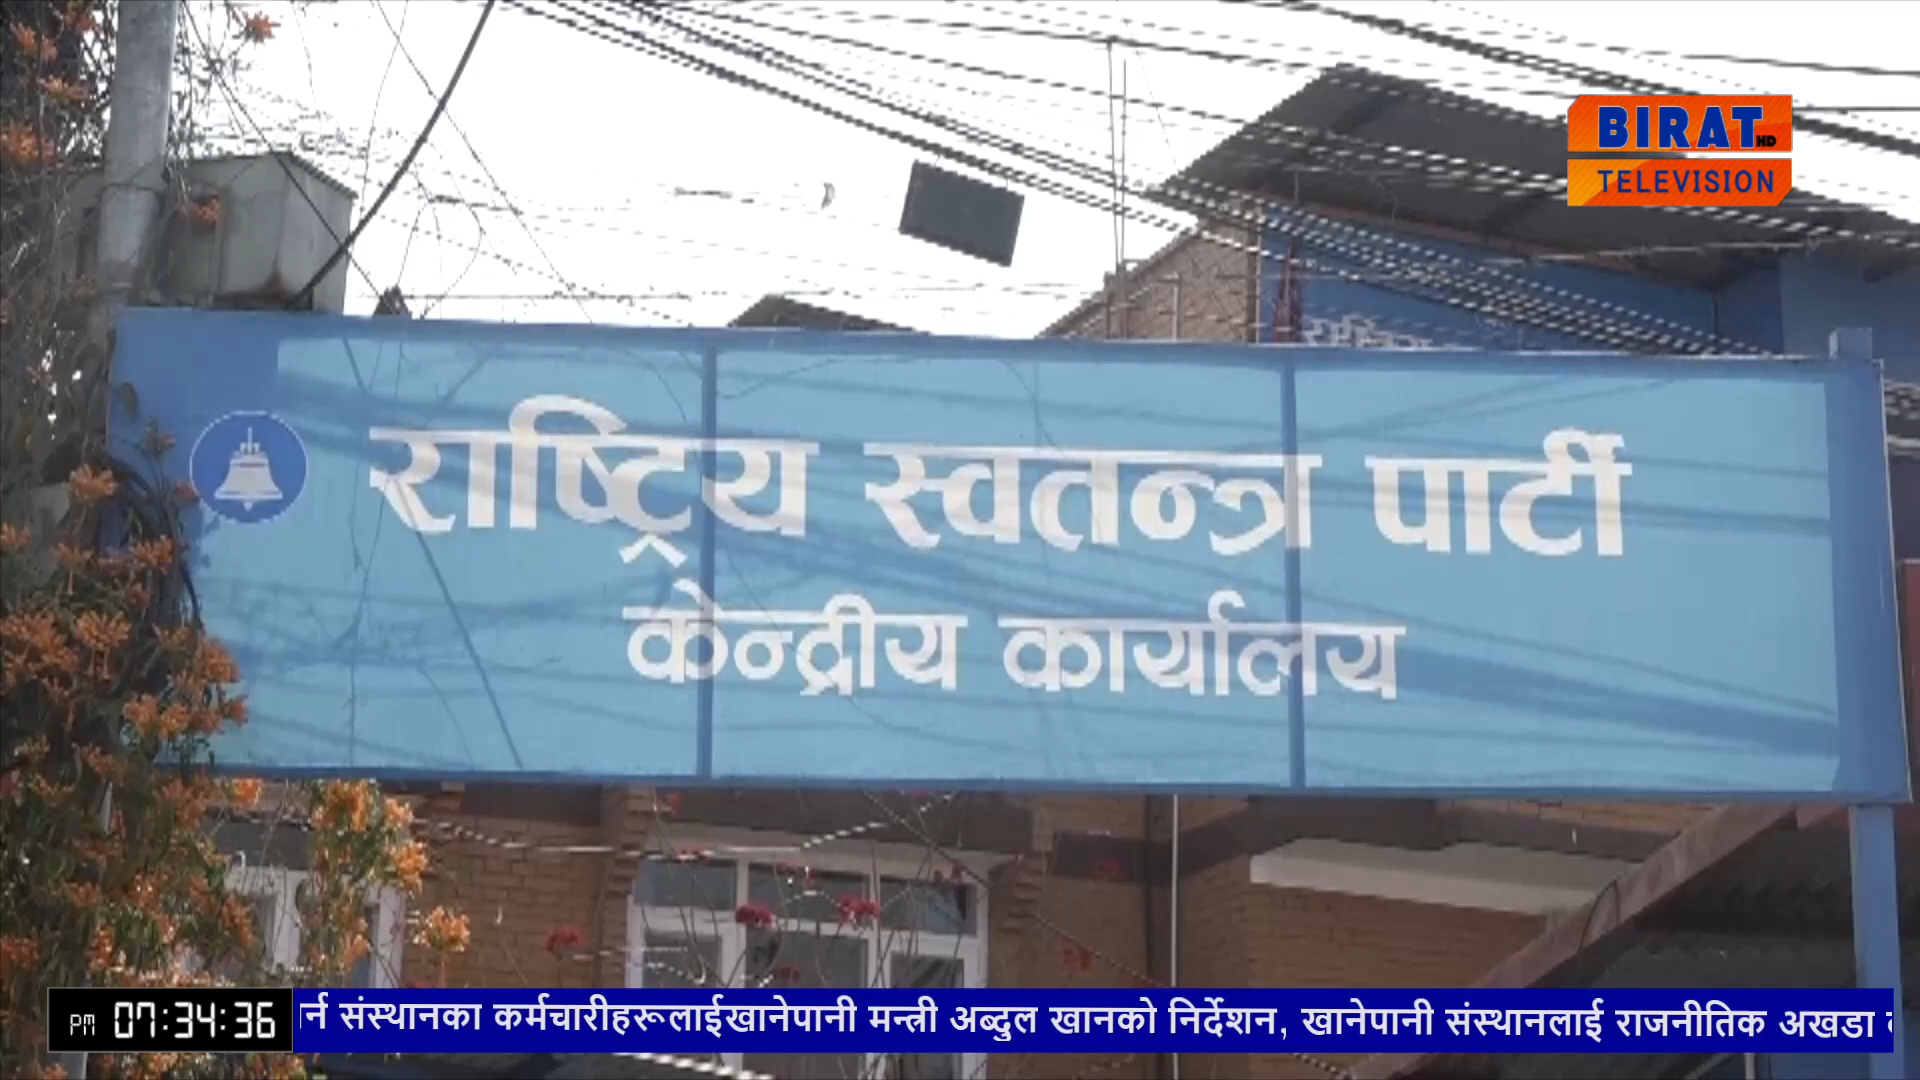 BIRAT HD
TELEVISION
राष्ट्रिय स्वतन्त्र पार्टी
केन्द्रीय कार्यालय
PM 07:34:36
संस्थानका कर्मचारीहरूलाईखानेपानी मन्त्री अब्दुल खानको निर्देशन, खानेपानी संस्थानलाई राजनीतिक अखडा